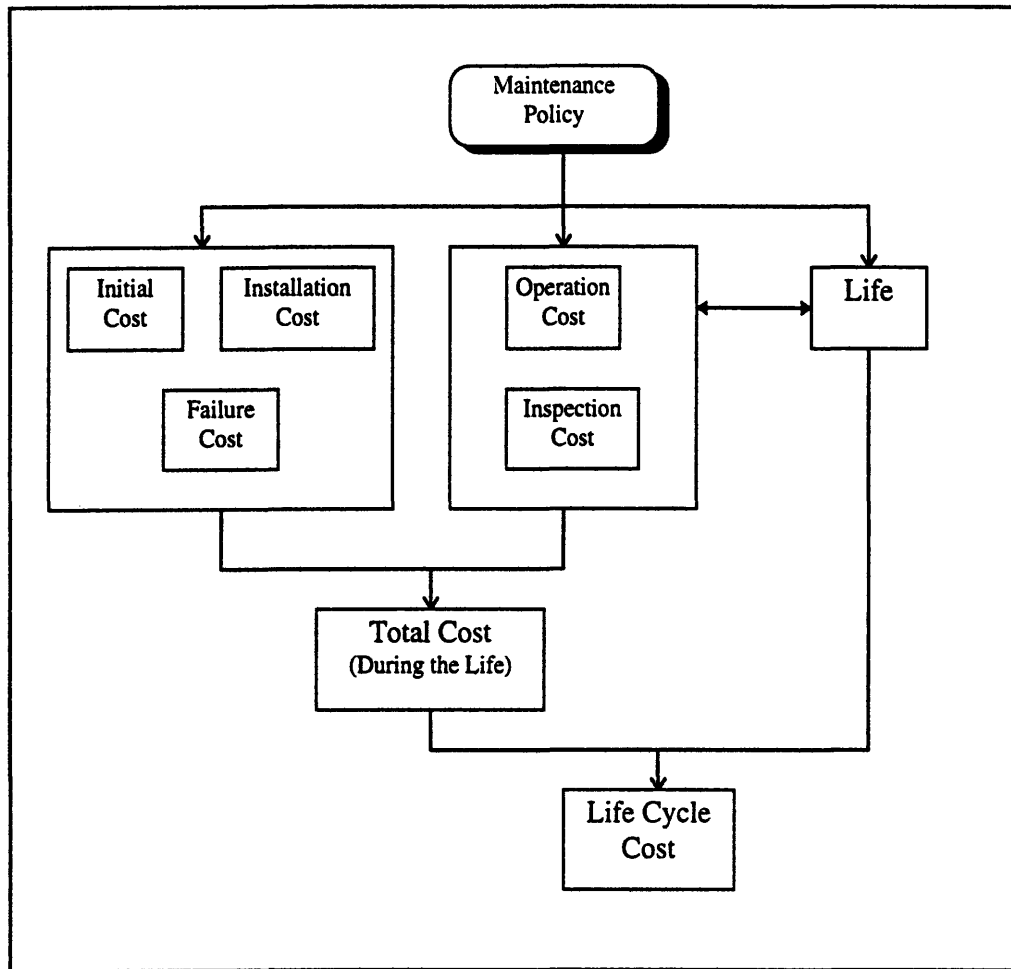 Maintenance
Policy
Initial
Cost
Installation
Cost
Failure
Cost
Operation
Cost
Inspection
Cost
Life
Total Cost
(During the Life)
Life Cycle
Cost